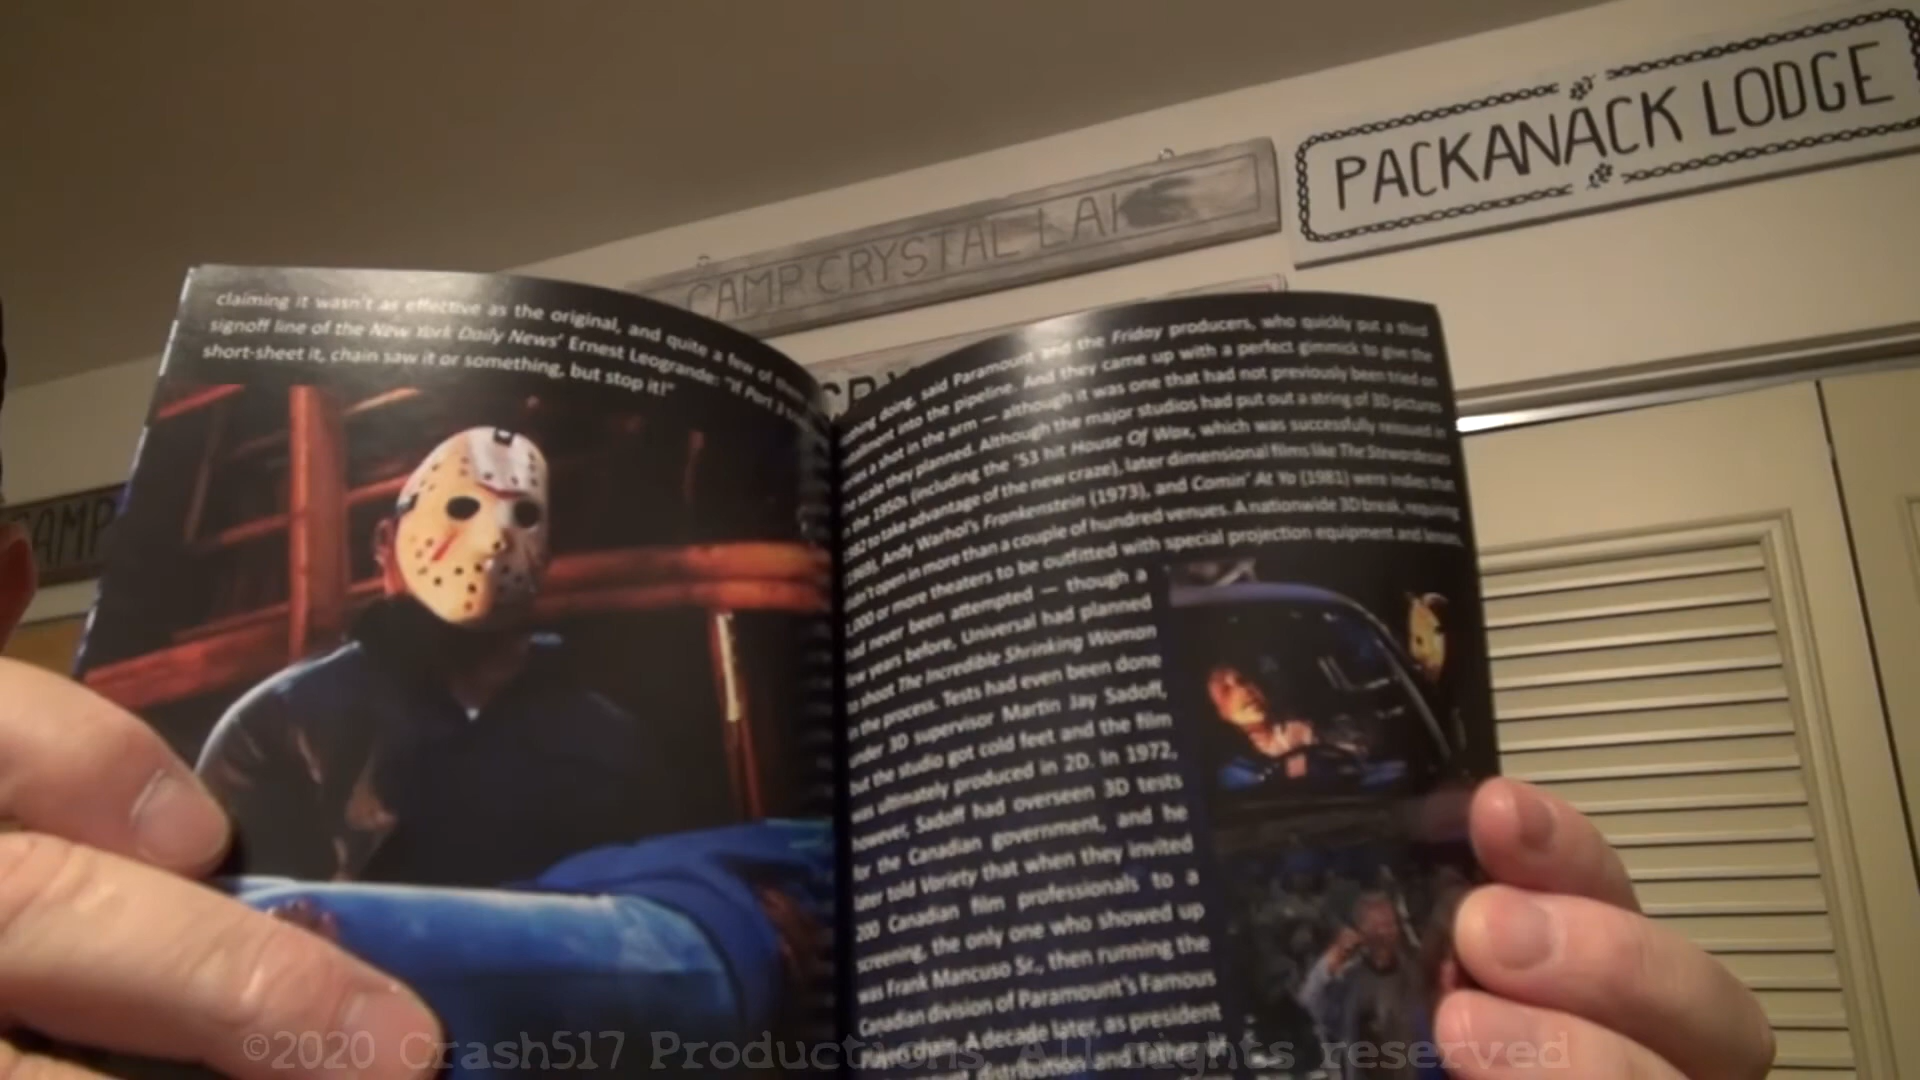 PACKANACK LODGE
CAMP CRYSTAL LA
CAMP
claiming it wasn't as effective as the original, and quite a few of
signoff line of the New York Daily News' Ernest Leogrande: "If Part 3
short-sheet it, chain saw it or something, but stop it!"
doing, said Paramount and the Friday producers, who quickly put a third
into the pipeline. And they came up with a perfect gimmick to give the
a shot in the arm — although it was one that had not previously been tried on
scale they planned. Although the major studios had put out a string of 3D pictures
the 1950s (including the '53 hit House Of Wax, which was successfully reissued in
to take advantage of the new craze), later dimensional films like The Stewardesses
Andy Warhol's Frankenstein (1973), and Comin' At Ya (1981) were indies that
open in more than a couple of hundred venues. A nationwide 3D break, requiring
or more theaters to be outfitted with special projection equipment and lenses,
never been attempted — though a
years before, Universal had planned
shoot The Incredible Shrinking Woman
in the process. Tests had even been done
under 3D supervisor Martin Jay Sadoff,
but the studio got cold feet and the film
was ultimately produced in 2D. In 1972,
however, Sadoff had overseen 3D tests
for the Canadian government, and he
later told Variety that when they invited
200 Canadian film professionals to a
screening, the only one who showed up
was Frank Mancuso Sr., then running the
Canadian division of Paramount's Famous
Players chain. A decade later, as president
distribution and father
©2020 Crash517 Productions. All rights reserved